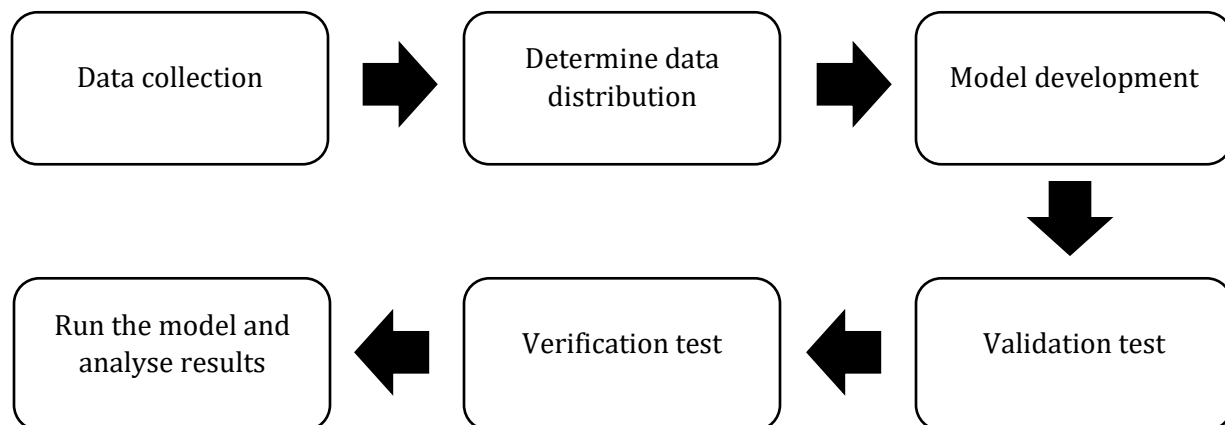 Data collection
Determine data
distribution
Model development
Validation test
Verification test
Run the model and
analyse results